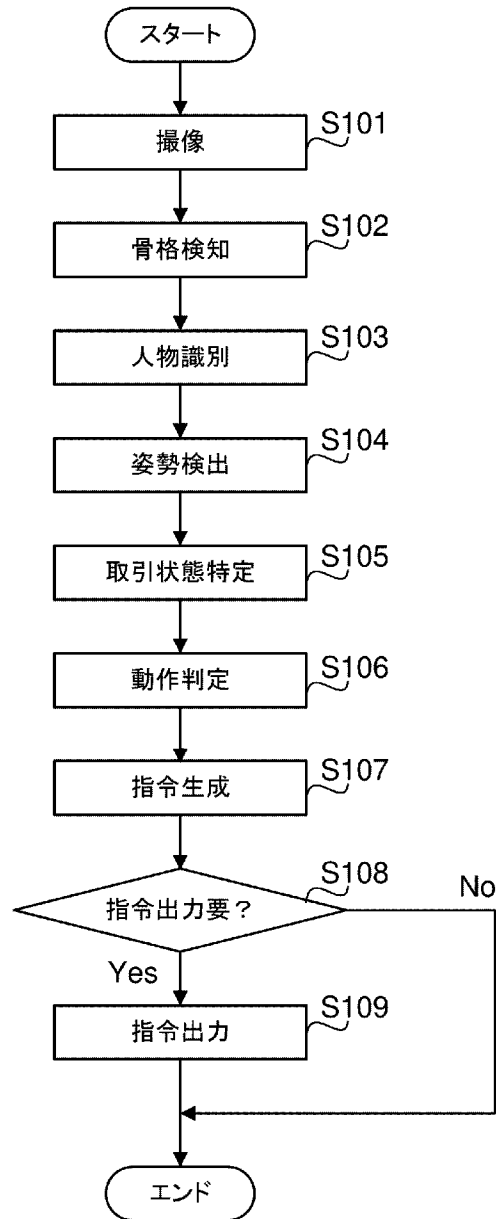 スタート
S101
撮像
S102
骨格検知
S103
人物識別
S104
姿勢検出
S105
取引状態特定
S106
動作判定
S107
指令生成
S108
指令出力要？
No
Yes
S109
指令出力
エンド